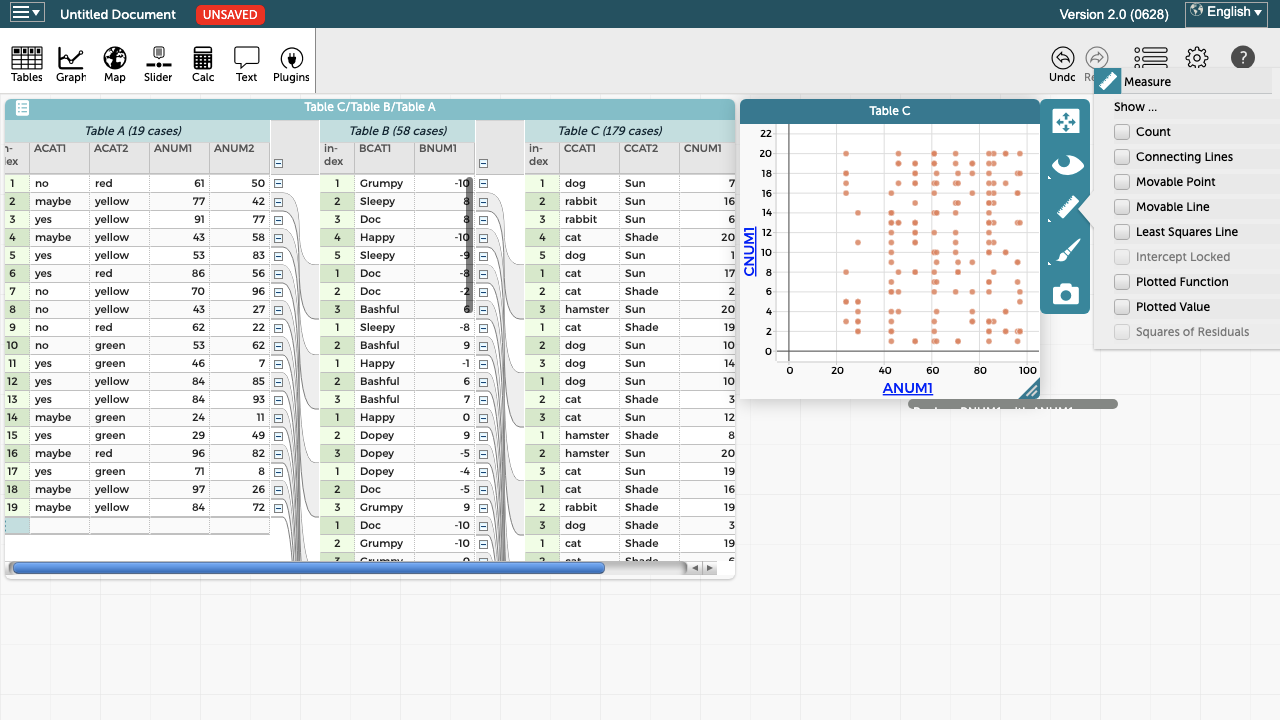 Untitled Document UNSAVED Version 2.0 (0628) English
Tables Graph Map Slider Calc Text Plugins Undo ?
Measure
Show ...
Count
Connecting Lines
Movable Point
Movable Line
Least Squares Line
Intercept Locked
Plotted Function
Plotted Value
Squares of Residuals
Table C/Table B/Table A
Table A (19 cases) Table B (58 cases) Table C (179 cases)
ACAT1 ACAT2 ANUM1 ANUM2 in- BCAT1 BNUM1 in- CCAT1 CCAT2 CNUM1
dex dex
1 no red 61 50 1 Grumpy -10 1 dog Sun 7
2 maybe yellow 77 42 2 Sleepy 8 2 rabbit Sun 16
3 yes yellow 91 77 3 Doc 8 3 rabbit Sun 6
4 maybe yellow 43 58 4 Happy -10 4 cat Shade 20
5 yes yellow 53 83 5 Sleepy -9 5 dog Sun 1
6 yes red 86 56 1 Doc -8 1 cat Sun 17
7 no yellow 70 96 2 Doc -2 2 cat Shade 2
8 no yellow 43 27 3 Bashful 6 3 hamster Sun 20
9 no red 62 22 1 Sleepy -8 1 cat Shade 19
10 no green 53 62 2 Bashful 9 2 dog Sun 10
11 yes green 46 7 1 Happy -1 3 dog Sun 14
12 yes yellow 84 85 2 Bashful 6 1 dog Sun 10
13 yes yellow 84 93 3 Bashful 7 2 cat Shade 3
14 maybe green 24 11 1 Happy 0 3 cat Sun 12
15 yes green 29 49 2 Dopey 9 1 hamster Shade 8
16 maybe red 96 82 3 Dopey -5 2 hamster Sun 20
17 yes green 71 8 1 Dopey -4 3 cat Sun 19
18 maybe yellow 97 26 2 Doc -5 1 cat Shade 16
19 maybe yellow 84 72 3 Grumpy 9 2 rabbit Shade 19
1 Doc -10 3 dog Shade 3
2 Grumpy -10 1 cat Shade 19
Table C
22
20
18
16
14
12
10
8
6
4
2
0
CNUM1
0 20 40 60 80 100
ANUM1